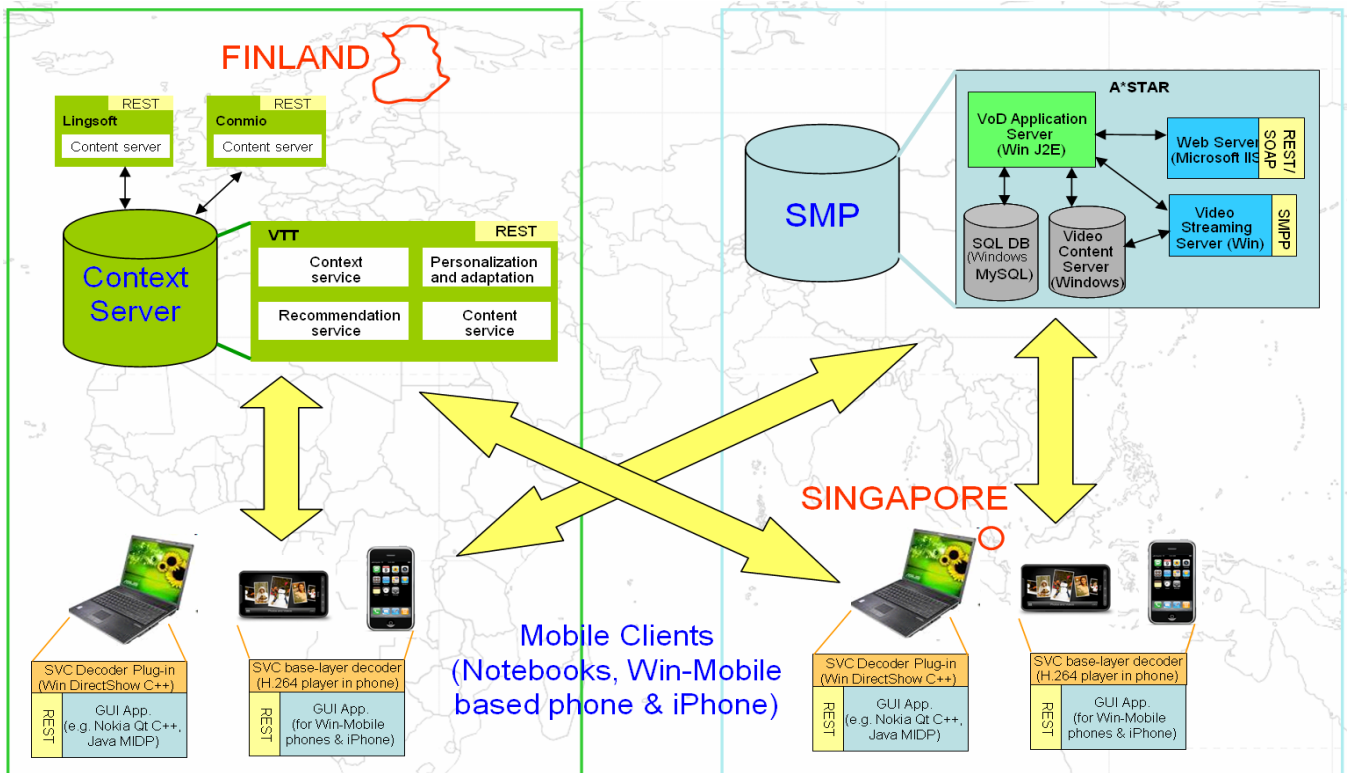 FINLAND
REST
Lingsoft
Content server
REST
Conmio
Content server
Context
Server
VTT
REST
Context
service
Personalization
and adaptation
Recommendation
service
Content
service
SMP
A*STAR
VoD Application
Server
(Win J2E)
Web Server
(Microsoft IIS
REST/
SOAP
SQL DB
(Windows
MySQL)
Video
Content
Server
(Windows)
Video
Streaming
Server (Win)
SMPP
SINGAPORE
Mobile Clients
(Notebooks, Win-Mobile
based phone & iPhone)
SVC Decoder Plug-in
(Win DirectShow C++)
REST
GUI App.
(e.g. Nokia Qt C++,
Java MIDP)
SVC base-layer decoder
(H.264 player in phone)
REST
GUI App.
(for Win-Mobile
phones & iPhone)
SVC Decoder Plug-in
(Win DirectShow C++)
REST
GUI App.
(e.g. Nokia Qt C++,
Java MIDP)
SVC base-layer decoder
(H.264 player in phone)
REST
GUI App.
(for Win-Mobile
phones & iPhone)